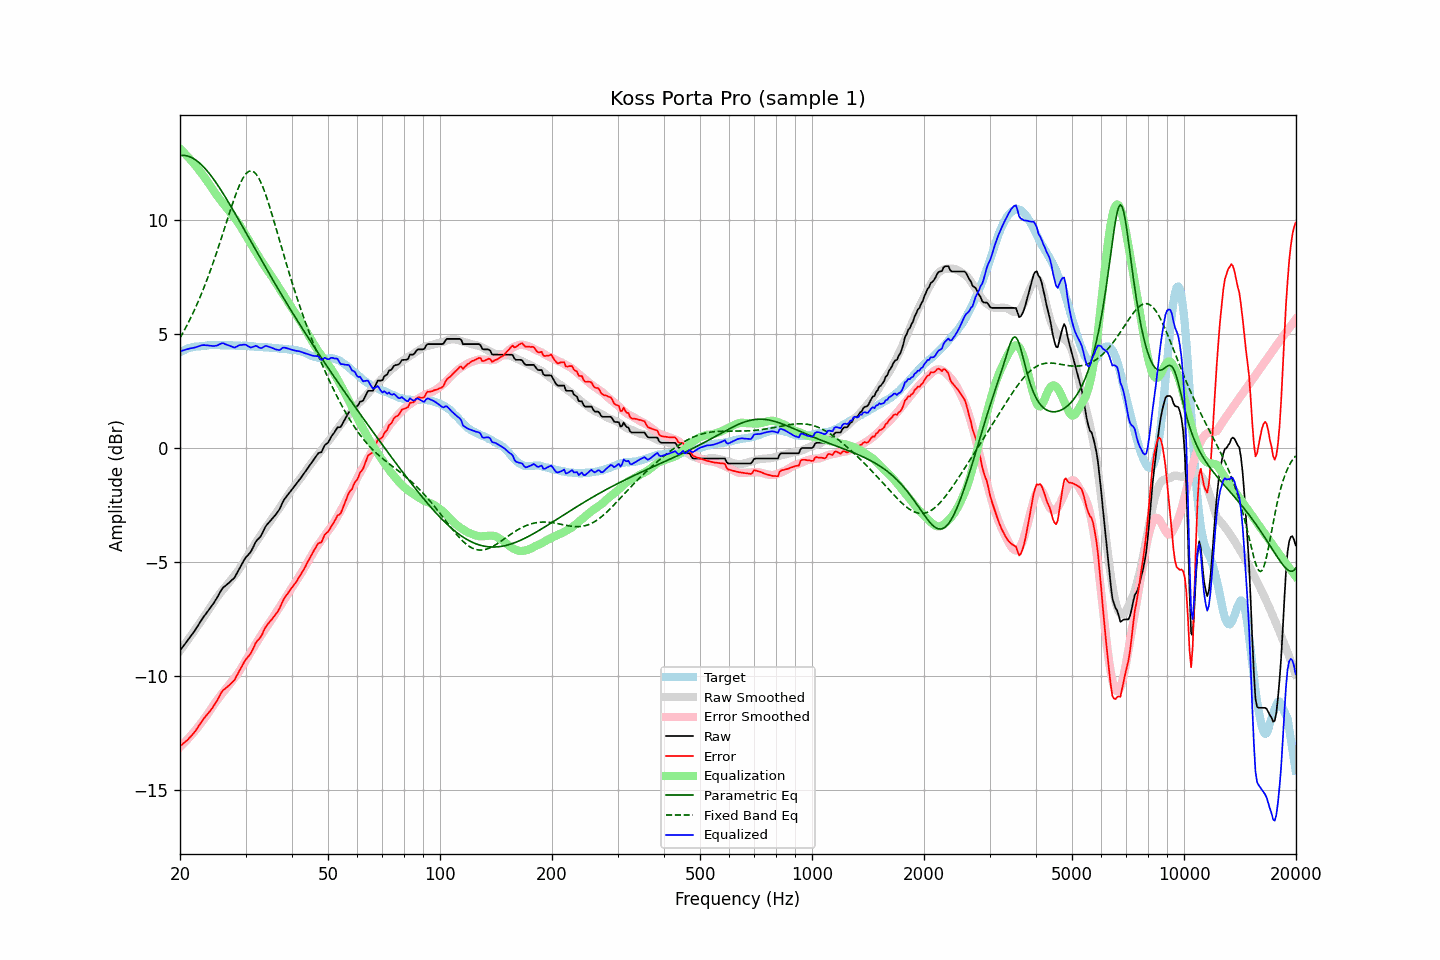 Koss Porta Pro (sample 1)
Amplitude (dBr)
10
5
0
−5
−10
−15
Target
Raw Smoothed
Error Smoothed
Raw
Error
Equalization
Parametric Eq
Fixed Band Eq
Equalized
20 50 100 200 500 1000 2000 5000 10000 20000
Frequency (Hz)